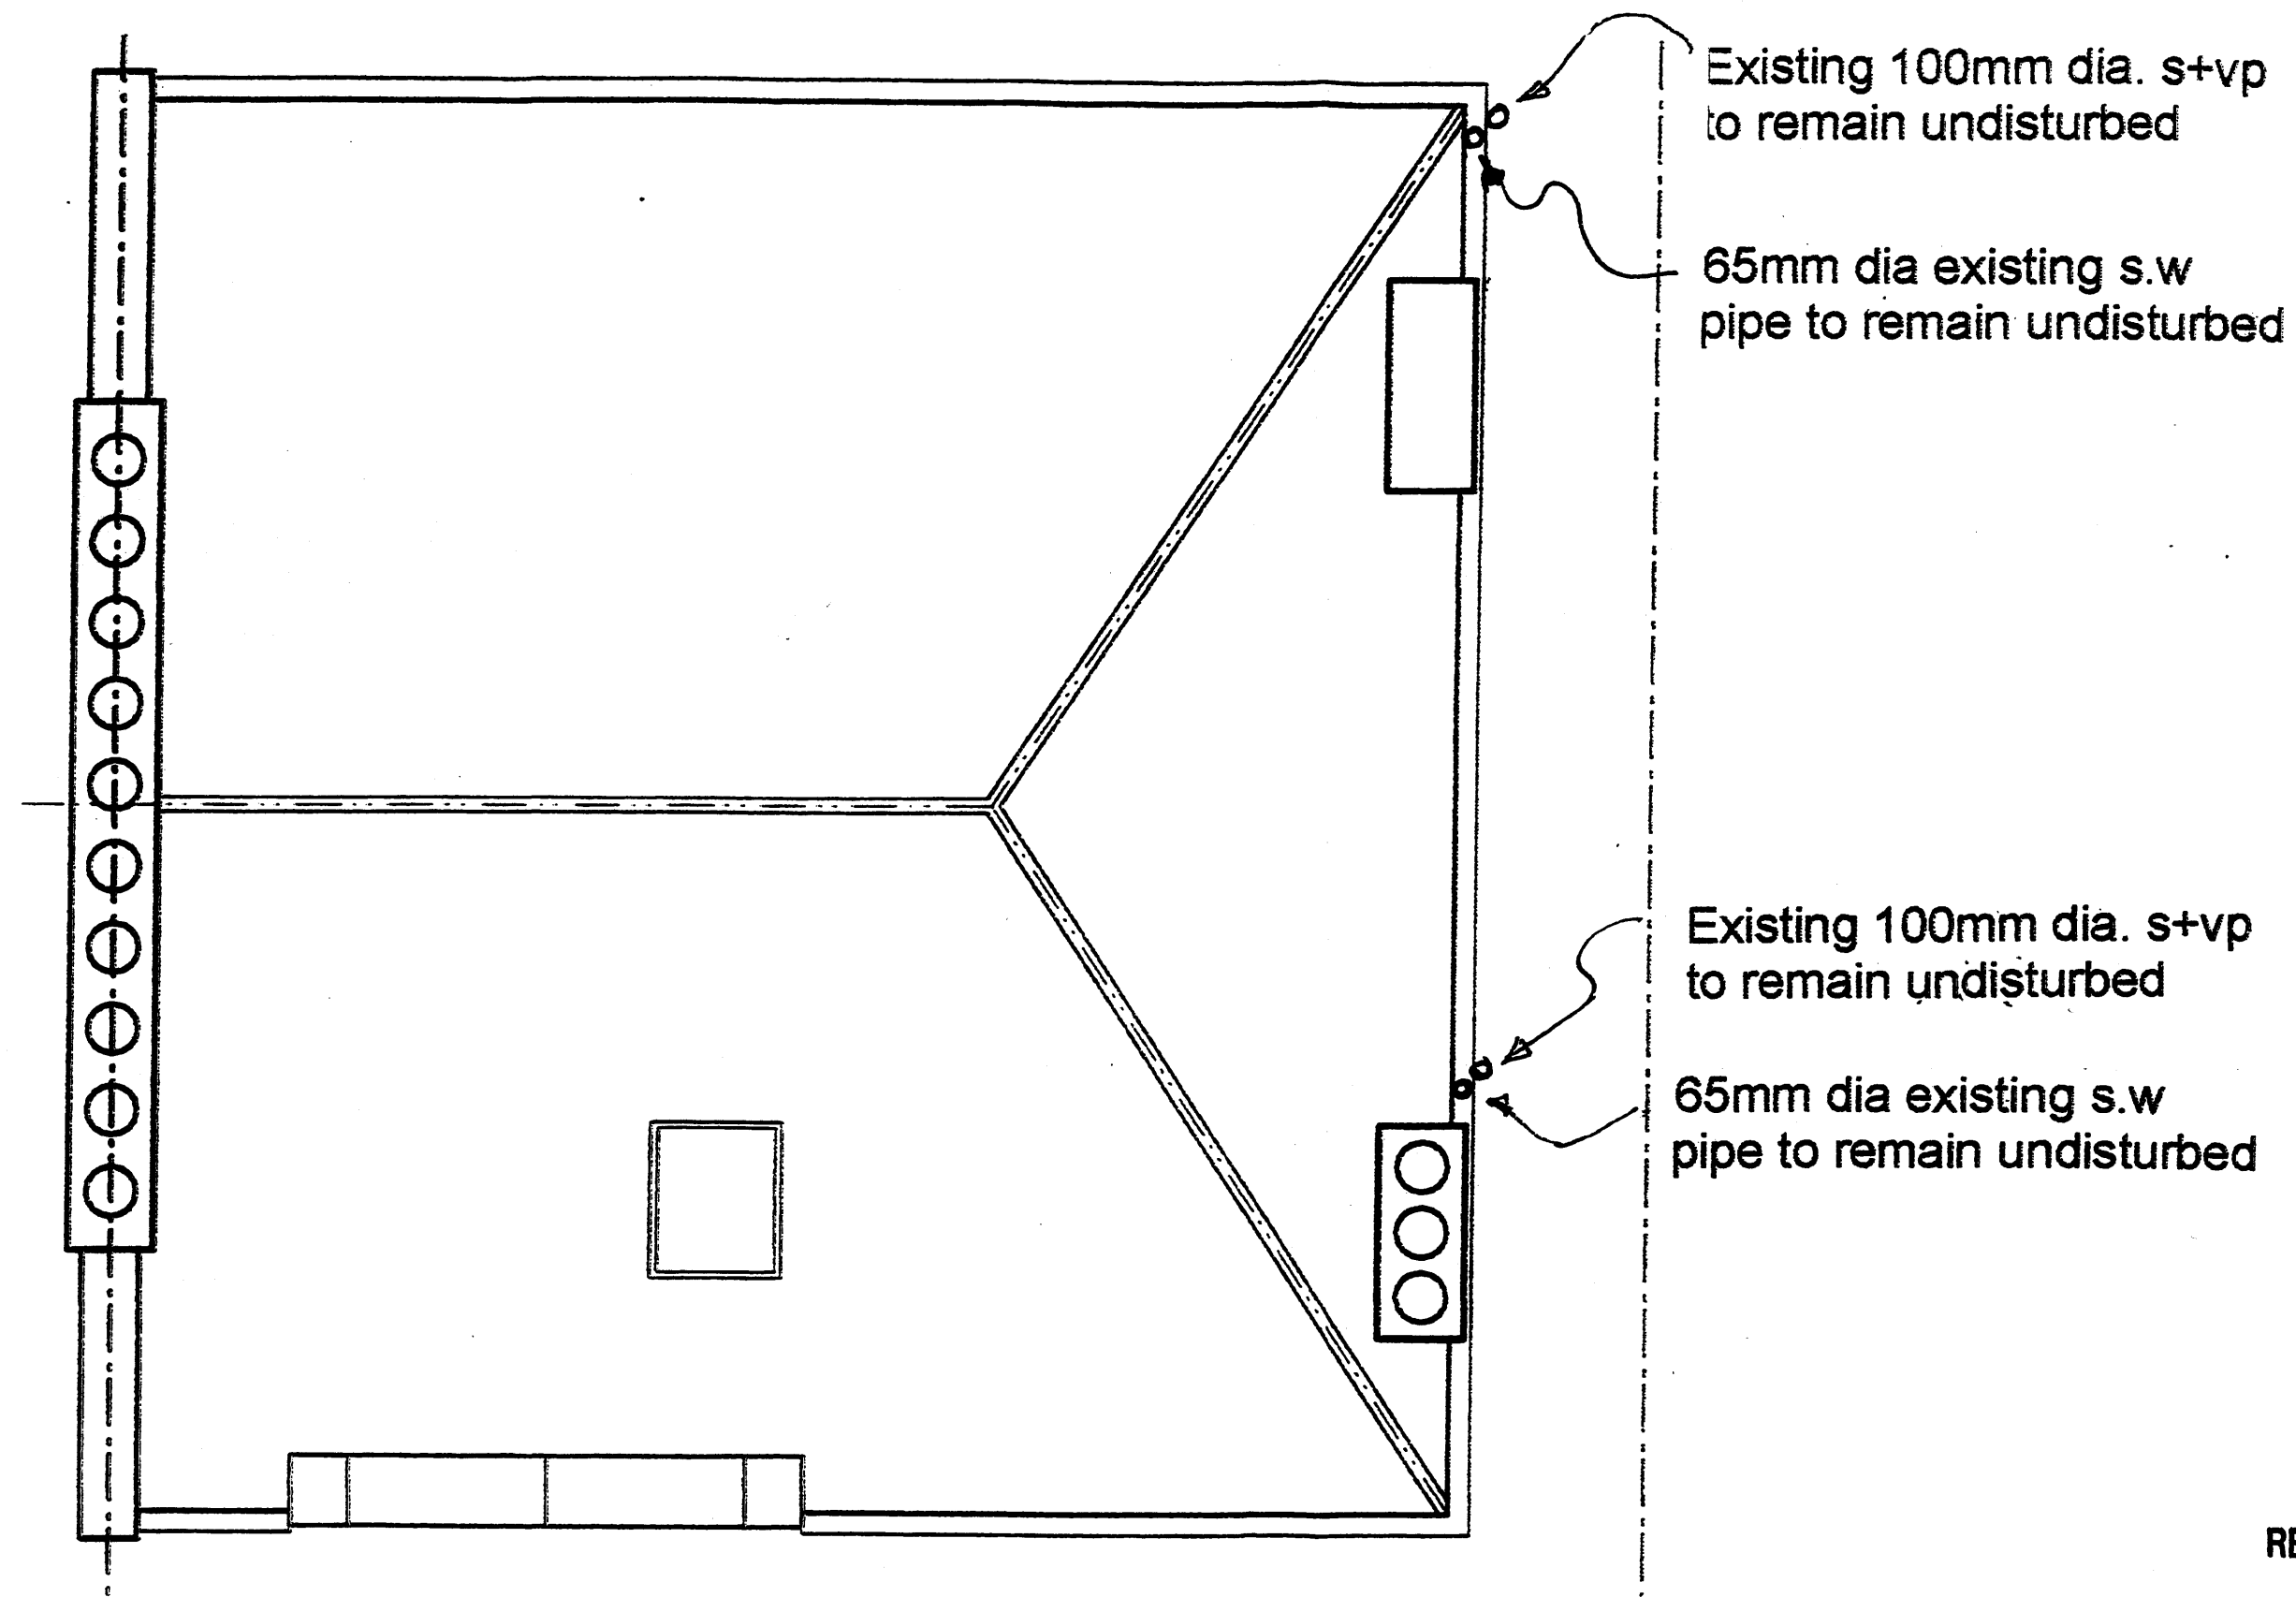 Existing 100mm dia. s+vp
to remain undisturbed
65mm dia existing s.w
pipe to remain undisturbed
Existing 100mm dia. s+vp
to remain undisturbed
65mm dia existing s.w
pipe to remain undisturbed